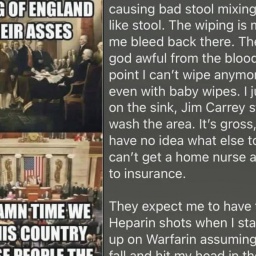 G OF ENGLAND
EIR ASSES
AMN TIME WE
IS COUNTRY
causing bad stool mixing
like stool. The wiping is m
me bleed back there. The
god awful from the blood
point I can't wipe anymor
even with baby wipes. I ju
on the sink, Jim Carrey s
wash the area. It's gross,
have no idea what else to
can't get a home nurse a
to insurance.
They expect me to have
Heparin shots when I sta
up on Warfarin assuming
fall and hit my head in th